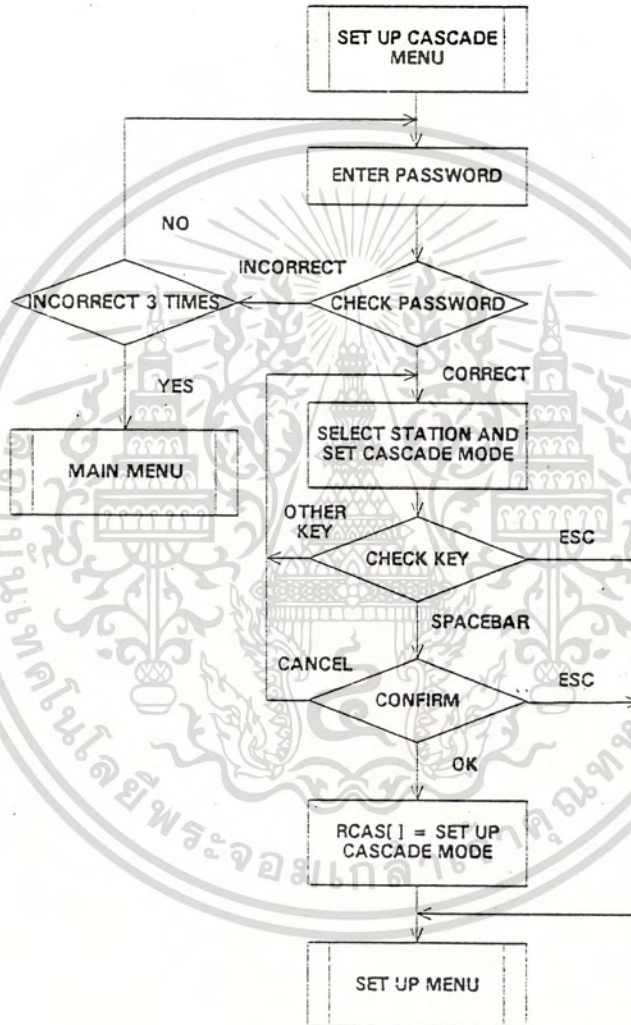 SET UP CASCADE
MENU
ENTER PASSWORD
NO
INCORRECT
INCORRECT 3 TIMES
CHECK PASSWORD
YES
CORRECT
MAIN MENU
SELECT STATION AND
SET CASCADE MODE
OTHER
KEY
ESC
CHECK KEY
SPACEBAR
CANCEL
ESC
CONFIRM
OK
RCAS[ ] = SET UP
CASCADE MODE
SET UP MENU